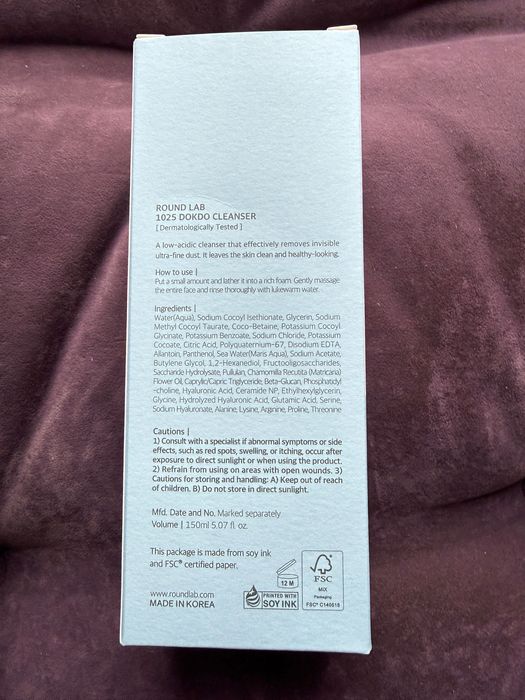 ROUND LAB
1025 DOKDO CLEANSER
[ Dermatologically Tested ]
A low-acidic cleanser that effectively removes invisible
ultra-fine dust. It leaves the skin clean and healthy-looking.
How to use |
Put a small amount and lather it into a rich foam. Gently massage
the entire face and rinse thoroughly with lukewarm water.
Ingredients |
Water(Aqua), Sodium Cocoyl Isethionate, Glycerin, Sodium
Methyl Cocoyl Taurate, Coco-Betaine, Potassium Cocoyl
Glycinate, Potassium Benzoate, Sodium Chloride, Potassium
Cocoate, Citric Acid, Polyquaternium-67, Disodium EDTA,
Allantoin, Panthenol, Sea Water(Maris Aqua), Sodium Acetate,
Butylene Glycol, 1,2-Hexanediol, Fructooligosaccharides,
Saccharide Hydrolysate, Pullulan, Chamomilla Recutita (Matricaria)
Flower Oil, Caprylic/Capric Triglyceride, Beta-Glucan, Phosphatidyl
-choline, Hyaluronic Acid, Ceramide NP, Ethylhexylglycerin,
Glycine, Hydrolyzed Hyaluronic Acid, Glutamic Acid, Serine,
Sodium Hyaluronate, Alanine, Lysine, Arginine, Proline, Threonine
Cautions |
1) Consult with a specialist if abnormal symptoms or side
effects, such as red spots, swelling, or itching, occur after
exposure to direct sunlight or when using the product.
2) Refrain from using on areas with open wounds. 3)
Cautions for storing and handling: A) Keep out of reach
of children. B) Do not store in direct sunlight.
Mfd. Date and No. Marked separately
Volume | 150ml 5.07 fl. oz.
This package is made from soy ink
and FSC® certified paper.
12 M
FSC
MIX
Packaging
FSC® C140618
www.roundlab.com
MADE IN KOREA
PRINTED WITH
SOY INK